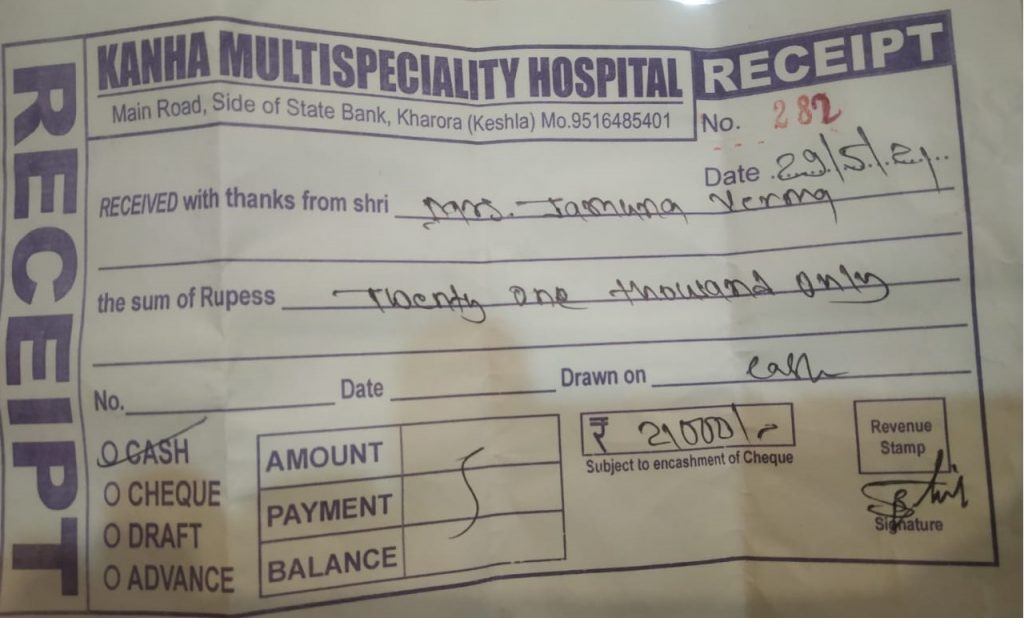 RECEIPT
KANHA MULTISPECIALITY HOSPITAL
Main Road, Side of State Bank, Kharora (Keshla) Mo.9516485401
RECEIPT
No. 282
Date 29/5/21
RECEIVED with thanks from shri Mrs. Jamuna Verma
the sum of Rupess Twenty one thousand only
No. Date Drawn on cash
CASH
CHEQUE
DRAFT
ADVANCE
AMOUNT
PAYMENT
BALANCE
₹ 21000/-
Subject to encashment of Cheque
Revenue
Stamp
Signature